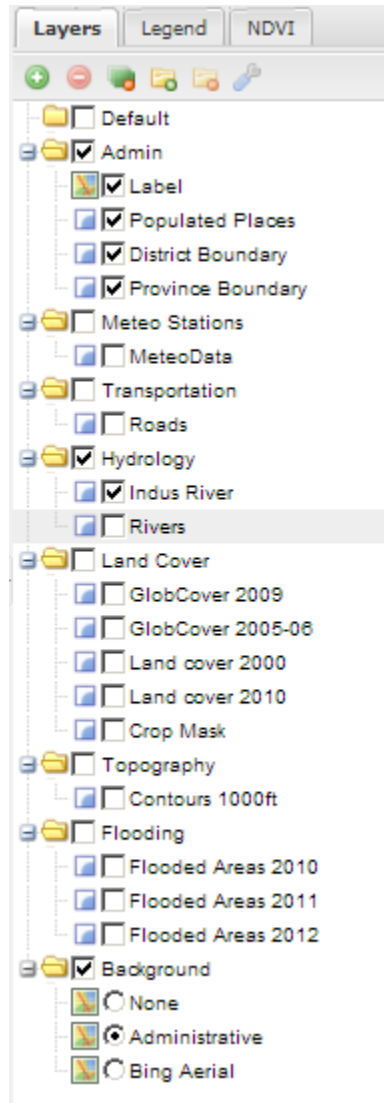 Layers Legend NDVI
Default
Admin
Label
Populated Places
District Boundary
Province Boundary
Meteo Stations
MeteoData
Transportation
Roads
Hydrology
Indus River
Rivers
Land Cover
GlobCover 2009
GlobCover 2005-06
Land cover 2000
Land cover 2010
Crop Mask
Topography
Contours 1000ft
Flooding
Flooded Areas 2010
Flooded Areas 2011
Flooded Areas 2012
Background
None
Administrative
Bing Aerial